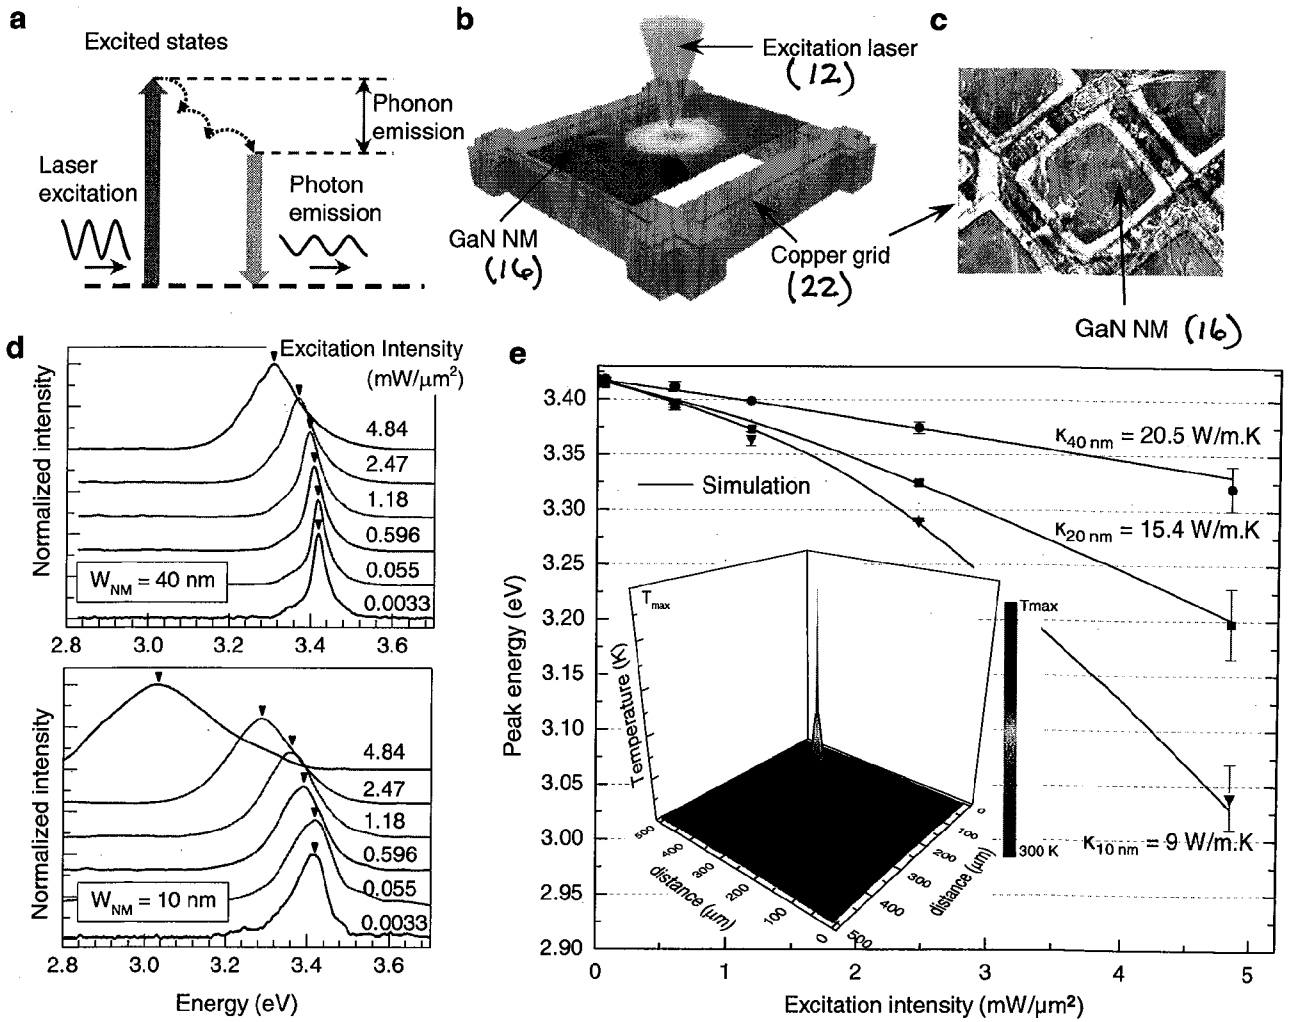 a
Excited states
Phonon
emission
Laser
excitation
Photon
emission
b
Excitation laser
(12)
GaN NM
(16)
Copper grid
(22)
c
GaN NM (16)
d
Normalized intensity
Excitation Intensity
(mW/μm²)
4.84
2.47
1.18
0.596
0.055
0.0033
W_NM = 40 nm
2.8 3.0 3.2 3.4 3.6
Normalized intensity
4.84
2.47
1.18
0.596
0.055
0.0033
W_NM = 10 nm
2.8 3.0 3.2 3.4 3.6
Energy (eV)
e
Peak energy (eV)
3.40
3.35
3.30
3.25
3.20
3.15
3.10
3.05
3.00
2.95
2.90
κ40 nm = 20.5 W/m.K
Simulation
κ20 nm = 15.4 W/m.K
κ10 nm = 9 W/m.K
Tmax
Temperature (K)
500 400 300 200 100 0
distance (μm)
0 100 200 300 400 500
distance (μm)
Tmax
300 K
0 1 2 3 4 5
Excitation intensity (mW/μm²)